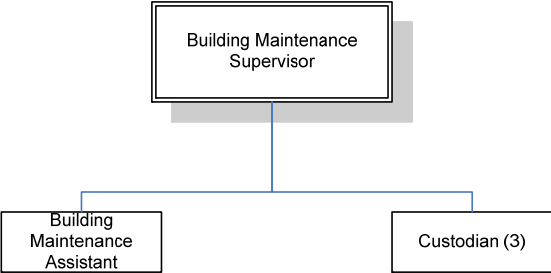 Building Maintenance
Supervisor
Building
Maintenance
Assistant
Custodian (3)